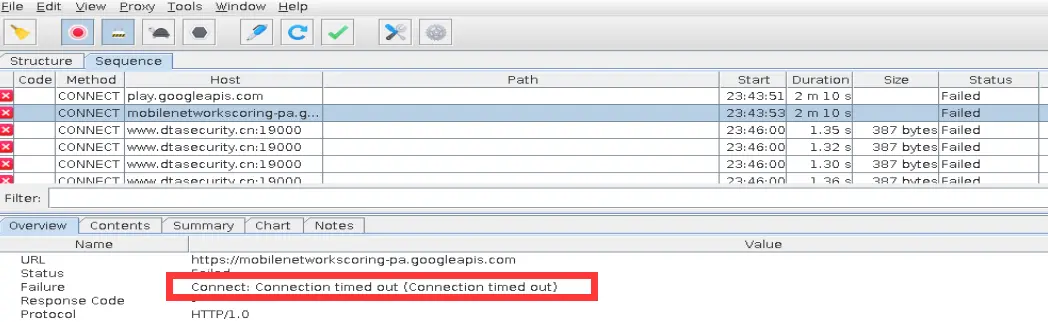 File Edit View Proxy Tools Window Help
Structure Sequence
Code Method Host Path Start Duration Size Status
CONNECT play.googleapis.com 23:43:51 2 m 10 s Failed
CONNECT mobilenetworkscoring-pa.g... 23:43:53 2 m 10 s Failed
CONNECT www.dtasecurity.cn:19000 23:46:00 1.35 s 387 bytes Failed
CONNECT www.dtasecurity.cn:19000 23:46:00 1.32 s 387 bytes Failed
CONNECT www.dtasecurity.cn:19000 23:46:00 1.30 s 387 bytes Failed
CONNECT www.dtasecurity.cn:19000 23:46:00 1.36 s 387 bytes Failed
Filter:
Overview Contents Summary Chart Notes
Name Value
URL https://mobilenetworkscoring-pa.googleapis.com
Status Failed
Failure Connect: Connection timed out {Connection timed out}
Response Code -
Protocol HTTP/1.0